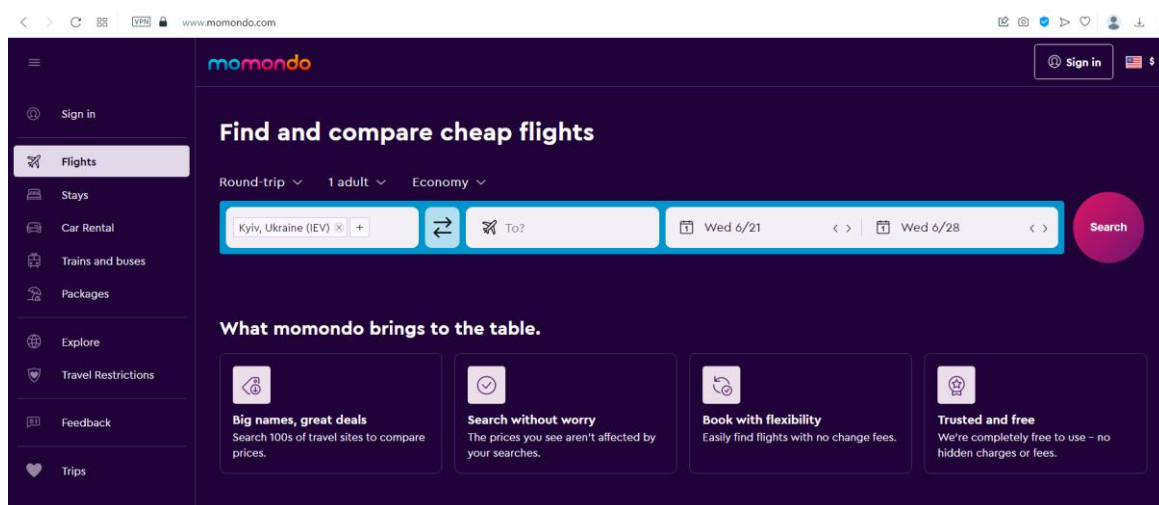 VPN
www.momondo.com
momondo
Sign in
$
Sign in
Flights
Stays
Car Rental
Trains and buses
Packages
Explore
Travel Restrictions
Feedback
Trips
Find and compare cheap flights
Round-trip
1 adult
Economy
Kyiv, Ukraine (IEV)
+
To?
Wed 6/21
Wed 6/28
Search
What momondo brings to the table.
Big names, great deals
Search 100s of travel sites to compare
prices.
Search without worry
The prices you see aren't affected by
your searches.
Book with flexibility
Easily find flights with no change fees.
Trusted and free
We're completely free to use – no
hidden charges or fees.